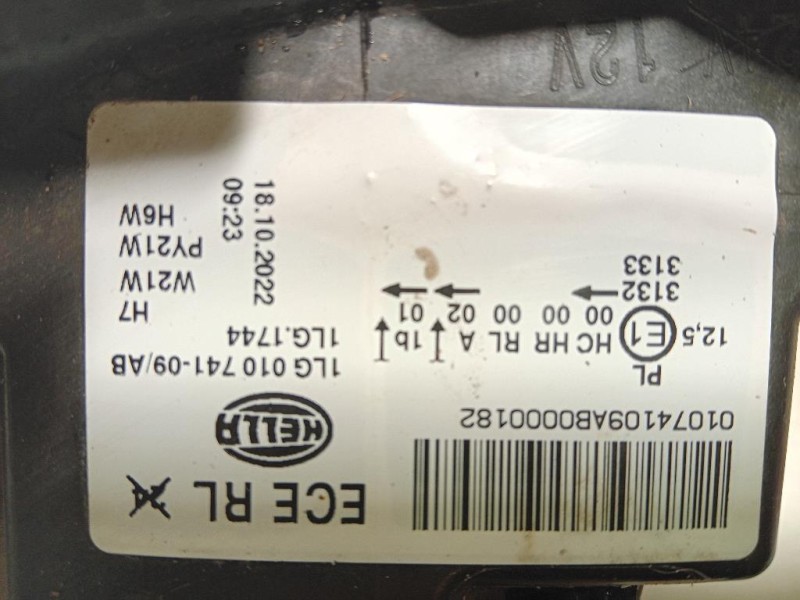 ECE RL
01074109AB0000182
HELLA
PL
12,5 E1 HC HR RL A 1b
00 00 00 02 01
3132
3133
1LG 010 741-09/AB
1LG.1744
H7
W21W
PY21W
H6W
18.10.2022
09:23
12V